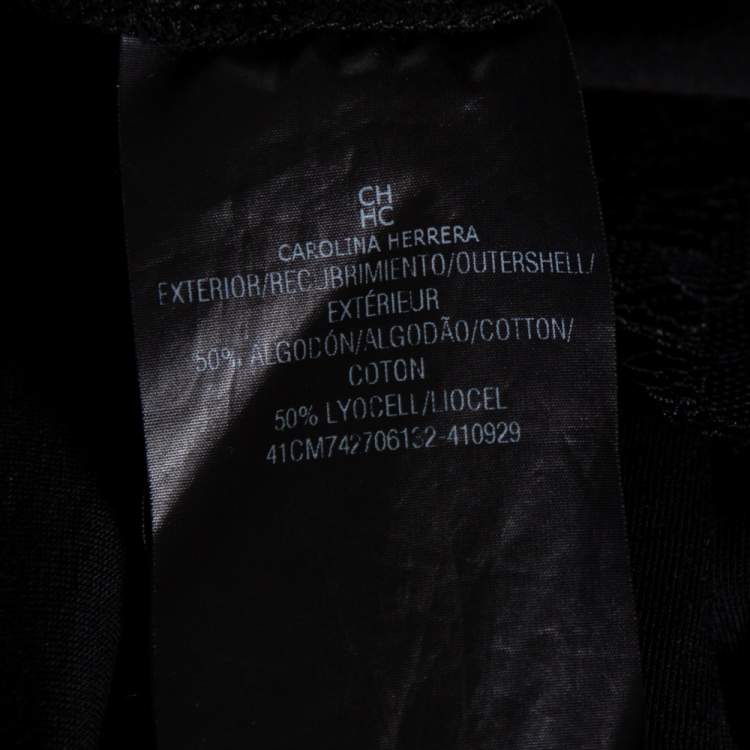 CH
HC
CAROLINA HERRERA
EXTERIOR/RECUBRIMIENTO/OUTERSHELL/
EXTÉRIEUR
50% ALGODÓN/ALGODÃO/COTTON/
COTON
50% LYOCELL/LIOCEL
41CM742706132-410929